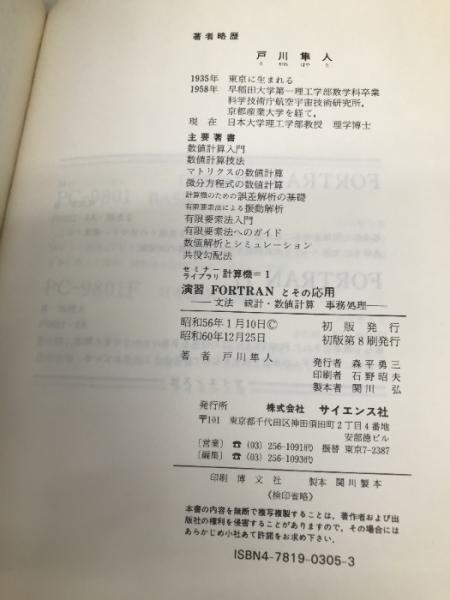 著者略歴
戸川隼人
とがわ はやと
1935年 東京に生まれる
1958年 早稲田大学第一理工学部数学科卒業
科学技術庁航空宇宙技術研究所,
京都産業大学を経て,
現在 日本大学理工学部教授 理学博士
主要著書
数値計算入門
数値計算技法
マトリクスの数値計算
微分方程式の数値計算
計算機のための誤差解析の基礎
有限要素法による振動解析
有限要素法入門
有限要素法へのガイド
数値解析とシミュレーション
共役勾配法
セミナーライブラリ 計算機=1
演習 FORTRAN とその応用
——文法 統計・数値計算 事務処理——
昭和56年1月10日© 初版発行
昭和60年12月25日 初版第8刷発行
著者 戸川隼人 発行者 森平勇三
印刷者 石野昭夫
製本者 関川弘
発行所 株式会社 サイエンス社
〒101 東京都千代田区神田須田町2丁目4番地
安部徳ビル
[営業] ☎ (03) 256-1091㈹ 振替 東京7-2387
[編集] ☎ (03) 256-1093㈹
印刷 博文社 製本 関川製本
〈検印省略〉
本書の内容を無断で複写複製することは,著作者および出
版社の権利を侵害することがありますので,その場合には
あらかじめ小社あて許諾をお求め下さい.
ISBN4-7819-0305-3
FORTRAN
PC-9801
FORTRAN
PC-9801F